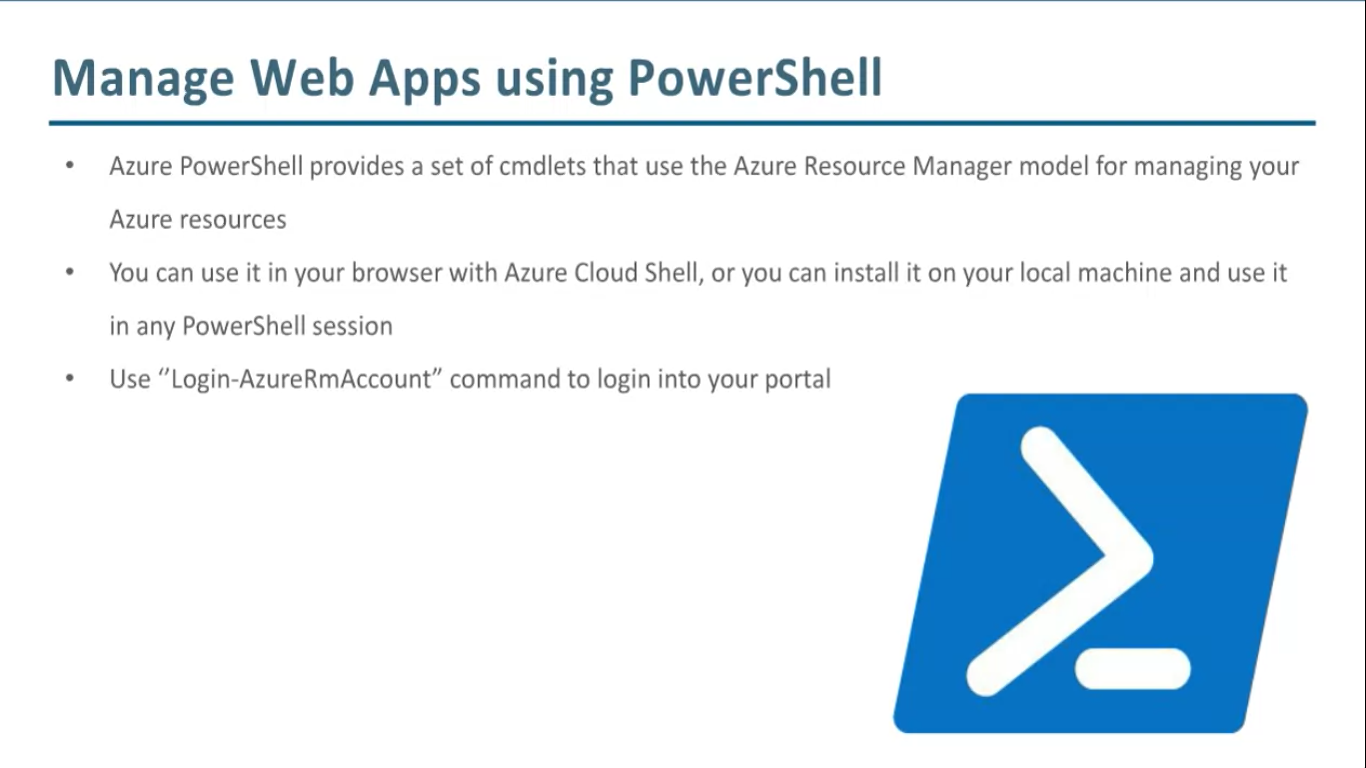 Manage Web Apps using PowerShell
• Azure PowerShell provides a set of cmdlets that use the Azure Resource Manager model for managing your
Azure resources
• You can use it in your browser with Azure Cloud Shell, or you can install it on your local machine and use it
in any PowerShell session
• Use ‘’Login-AzureRmAccount” command to login into your portal